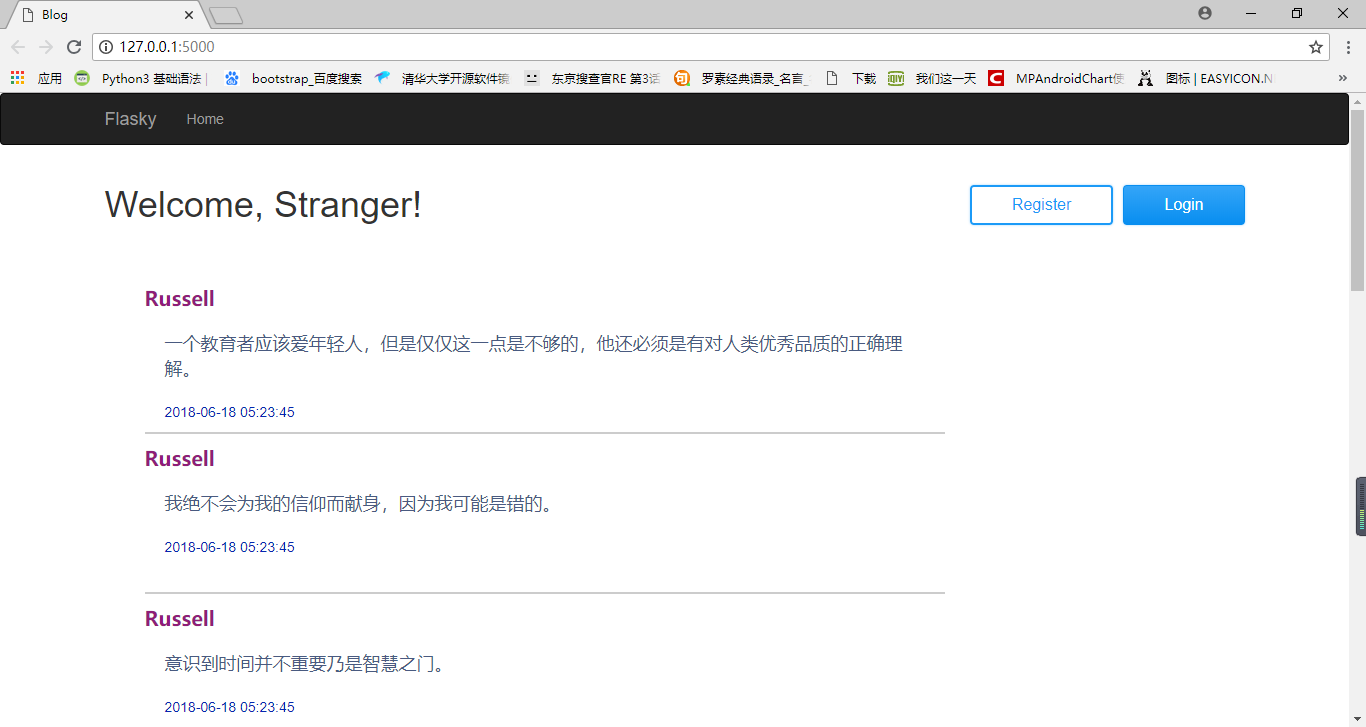 Blog
127.0.0.1:5000
应用 Python3 基础语法 | bootstrap_百度搜索 清华大学开源软件镜 东京搜查官RE 第3话 罗素经典语录_名言_ 下载 我们这一天 MPAndroidChart使 图标 | EASYICON.N
Flasky Home
Welcome, Stranger! Register Login
Russell
一个教育者应该爱年轻人，但是仅仅这一点是不够的，他还必须是有对人类优秀品质的正确理
解。
2018-06-18 05:23:45
Russell
我绝不会为我的信仰而献身，因为我可能是错的。
2018-06-18 05:23:45
Russell
意识到时间并不重要乃是智慧之门。
2018-06-18 05:23:45